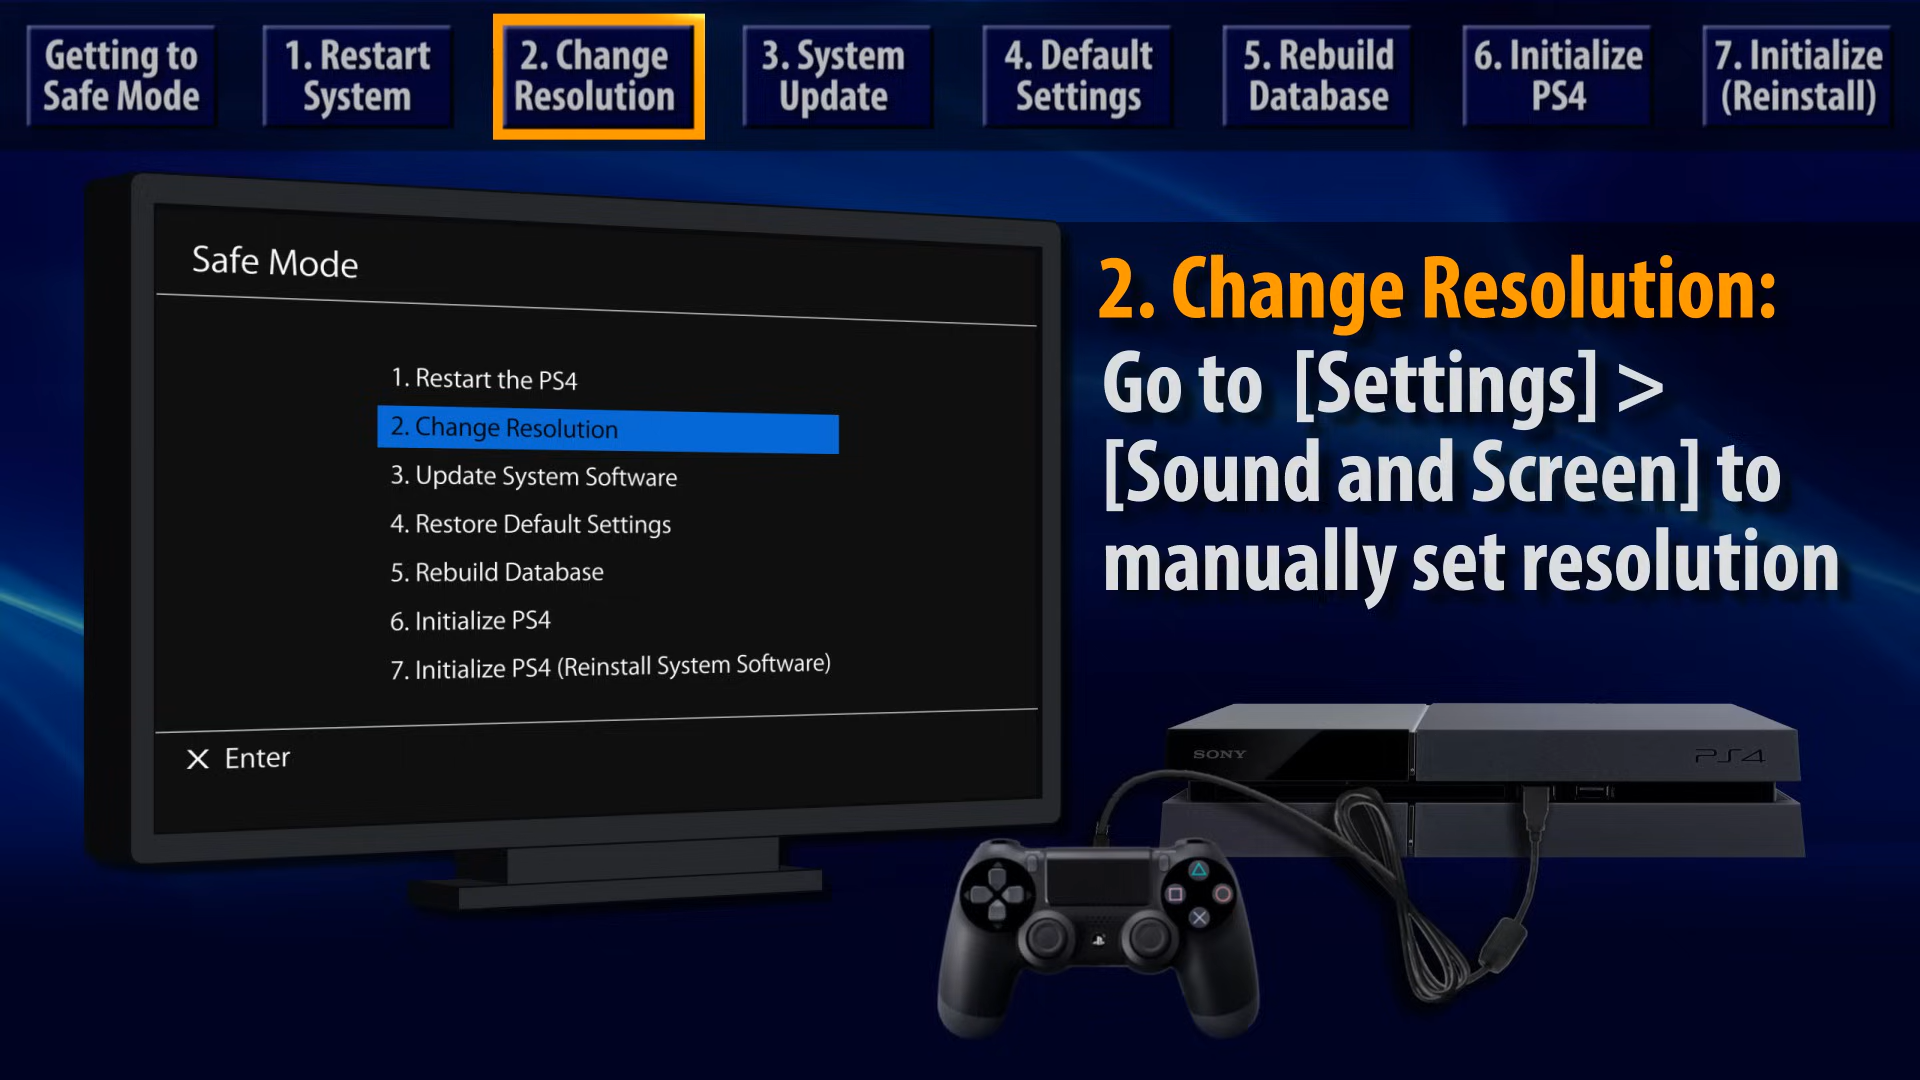 Getting to
Safe Mode
1. Restart
System
2. Change
Resolution
3. System
Update
4. Default
Settings
5. Rebuild
Database
6. Initialize
PS4
7. Initialize
(Reinstall)
Safe Mode
1. Restart the PS4
2. Change Resolution
3. Update System Software
4. Restore Default Settings
5. Rebuild Database
6. Initialize PS4
7. Initialize PS4 (Reinstall System Software)
X Enter
2. Change Resolution:
Go to [Settings] >
[Sound and Screen] to
manually set resolution
SONY
PS4